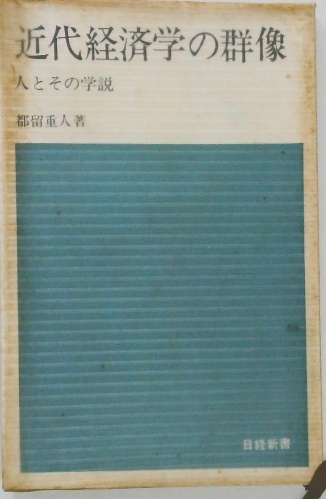 近代経済学の群像
人とその学説
都留重人著
日経新書